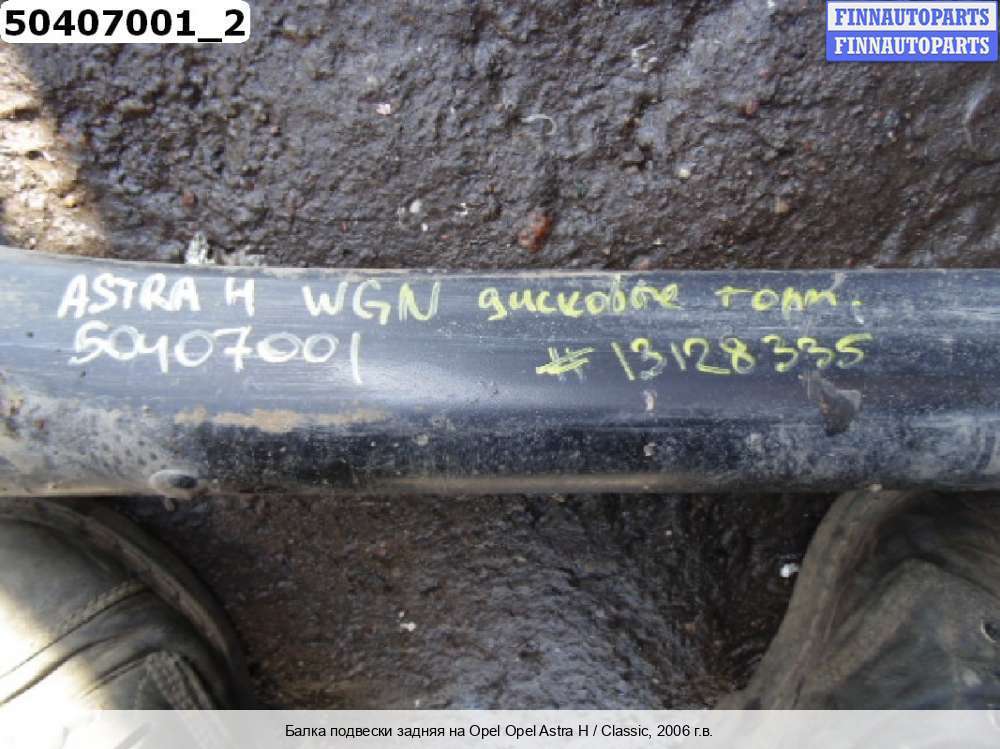 50407001_2
FINNAUTOPARTS
FINNAUTOPARTS
ASTRA H WGN дисковые торм.
50407001 # 13128335
Балка подвески задняя на Opel Opel Astra H / Classic, 2006 г.в.